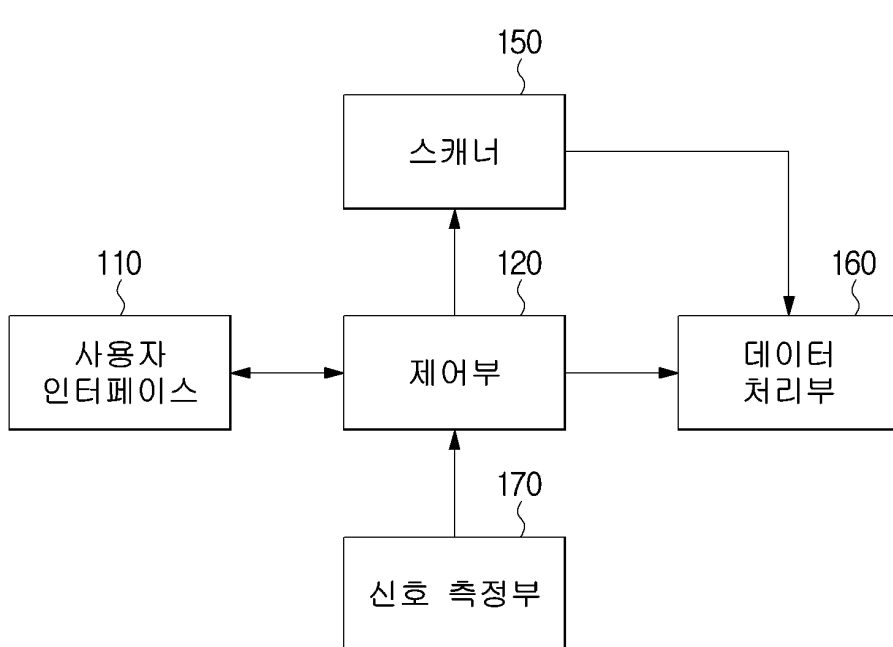 150
스캐너
110
120
160
사용자
인터페이스
제어부
데이터
처리부
170
신호 측정부